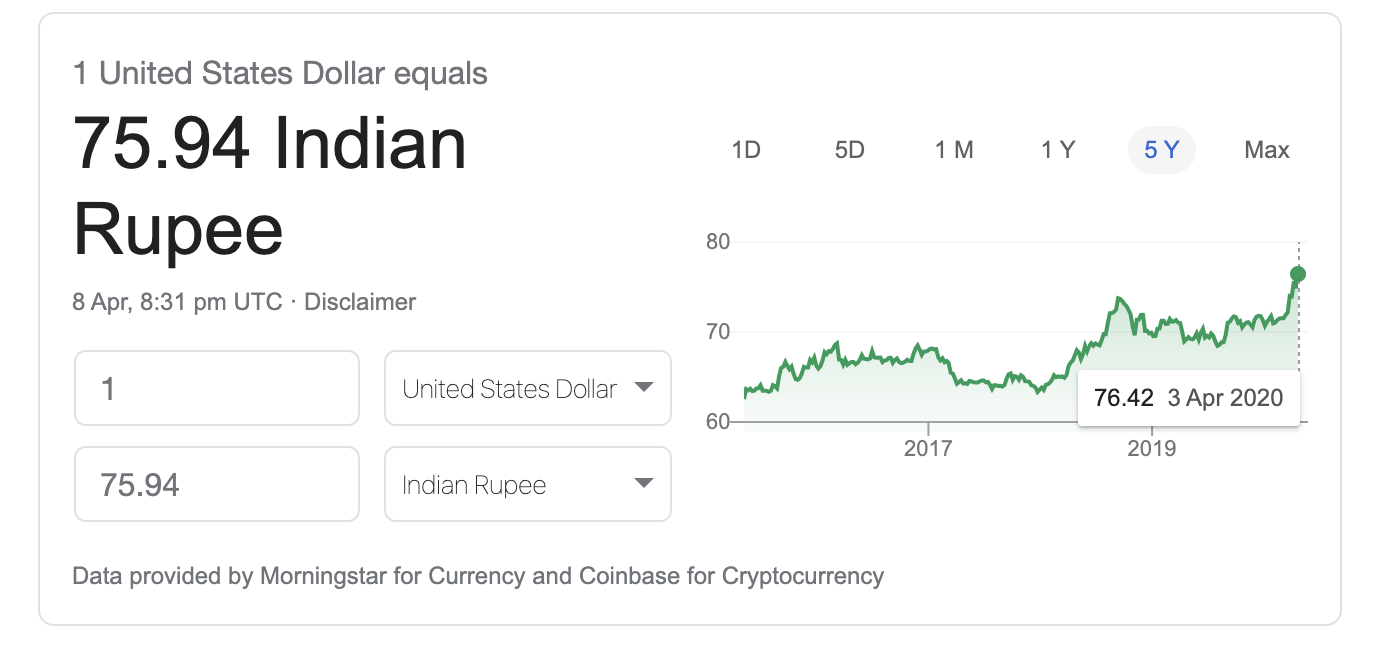 1 United States Dollar equals
75.94 Indian
Rupee
8 Apr, 8:31 pm UTC · Disclaimer
1
United States Dollar
75.94
Indian Rupee
1D 5D 1 M 1 Y 5 Y Max
80
70
60
76.42 3 Apr 2020
2017 2019
Data provided by Morningstar for Currency and Coinbase for Cryptocurrency